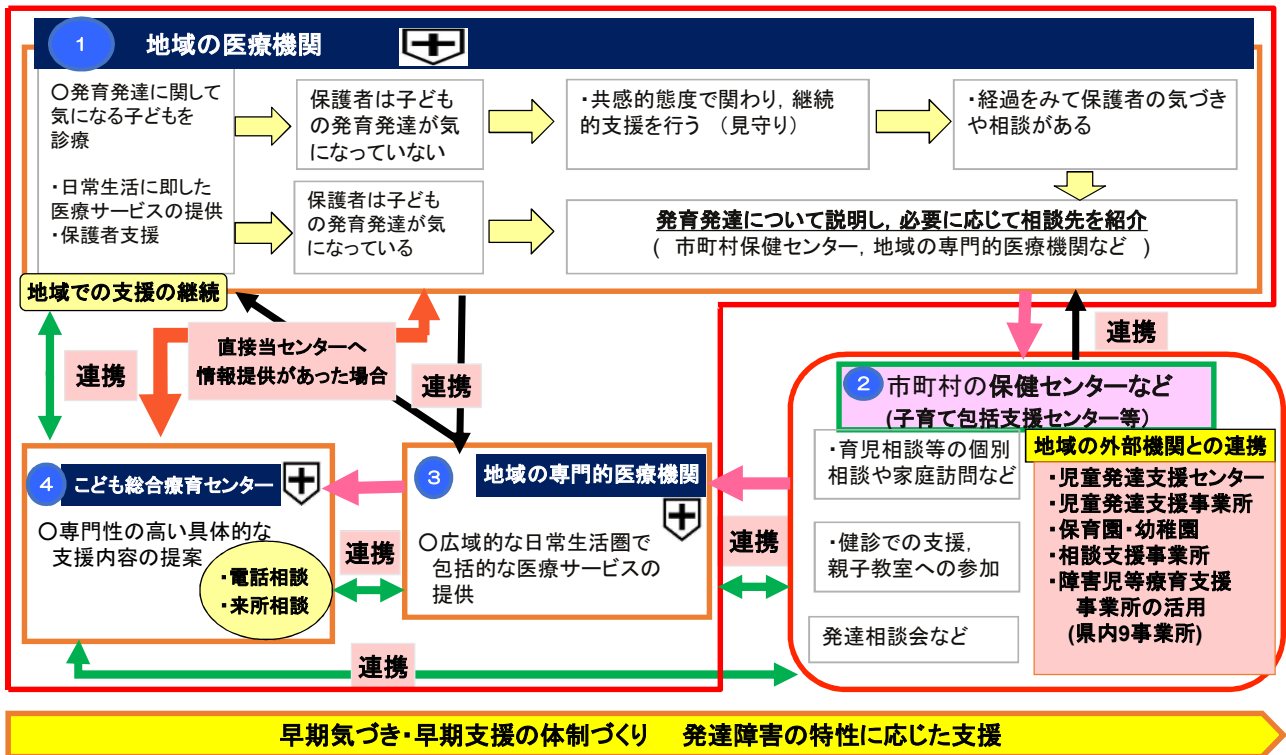 1 地域の医療機関
○発育発達に関して
気になる子どもを
診療
・日常生活に即した
医療サービスの提供
・保護者支援
保護者は子ども
の発育発達が気
になっていない
・共感的態度で関わり，継続
的支援を行う （見守り）
・経過をみて保護者の気づき
や相談がある
保護者は子ども
の発育発達が気
になっている
発育発達について説明し，必要に応じて相談先を紹介
( 市町村保健センター，地域の専門的医療機関など )
地域での支援の継続
連携
直接当センターへ
情報提供があった場合
連携
連携
2 市町村の保健センターなど
(子育て包括支援センター等)
・育児相談等の個別
相談や家庭訪問など
・健診での支援，
親子教室への参加
発達相談会など
地域の外部機関との連携
・児童発達支援センター
・児童発達支援事業所
・保育園・幼稚園
・相談支援事業所
・障害児等療育支援
事業所の活用
(県内9事業所)
4 こども総合療育センター
○専門性の高い具体的な
支援内容の提案
・電話相談
・来所相談
連携
3 地域の専門的医療機関
○広域的な日常生活圏で
包括的な医療サービスの
提供
連携
連携
早期気づき・早期支援の体制づくり 発達障害の特性に応じた支援